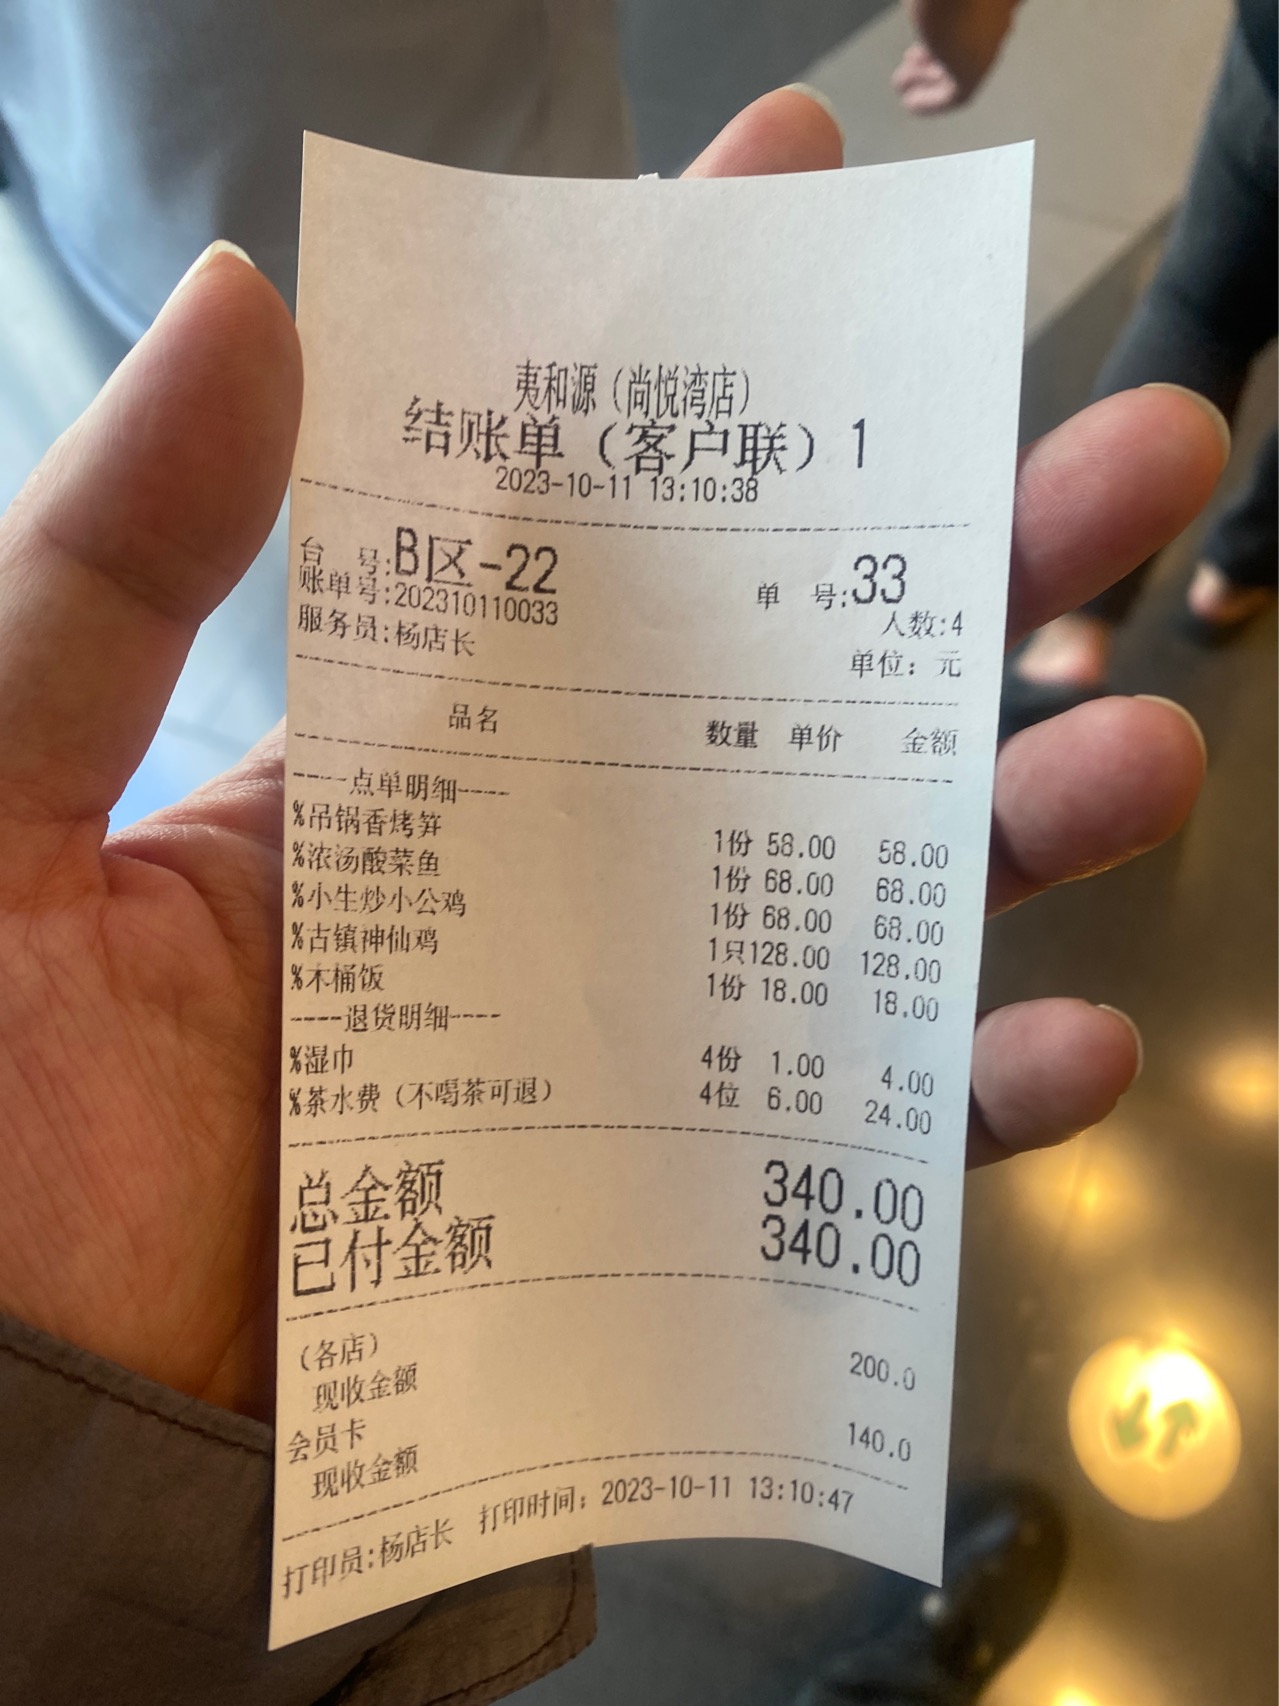 夷和源（尚悦湾店）
结账单（客户联）1
2023-10-11 13:10:38
台 号:B区-22 单 号:33
账单号:202310110033 人数:4
服务员:杨店长 单位：元
品名 数量 单价 金额
----点单明细----
%吊锅香烤笋 1份 58.00 58.00
%浓汤酸菜鱼 1份 68.00 68.00
%小生炒小公鸡 1份 68.00 68.00
%古镇神仙鸡 1只128.00 128.00
%木桶饭 1份 18.00 18.00
----退货明细----
%湿巾 4份 1.00 4.00
%茶水费（不喝茶可退） 4位 6.00 24.00
总金额 340.00
已付金额 340.00
（各店）
现收金额 200.0
会员卡
现收金额 140.0
打印员:杨店长 打印时间：2023-10-11 13:10:47